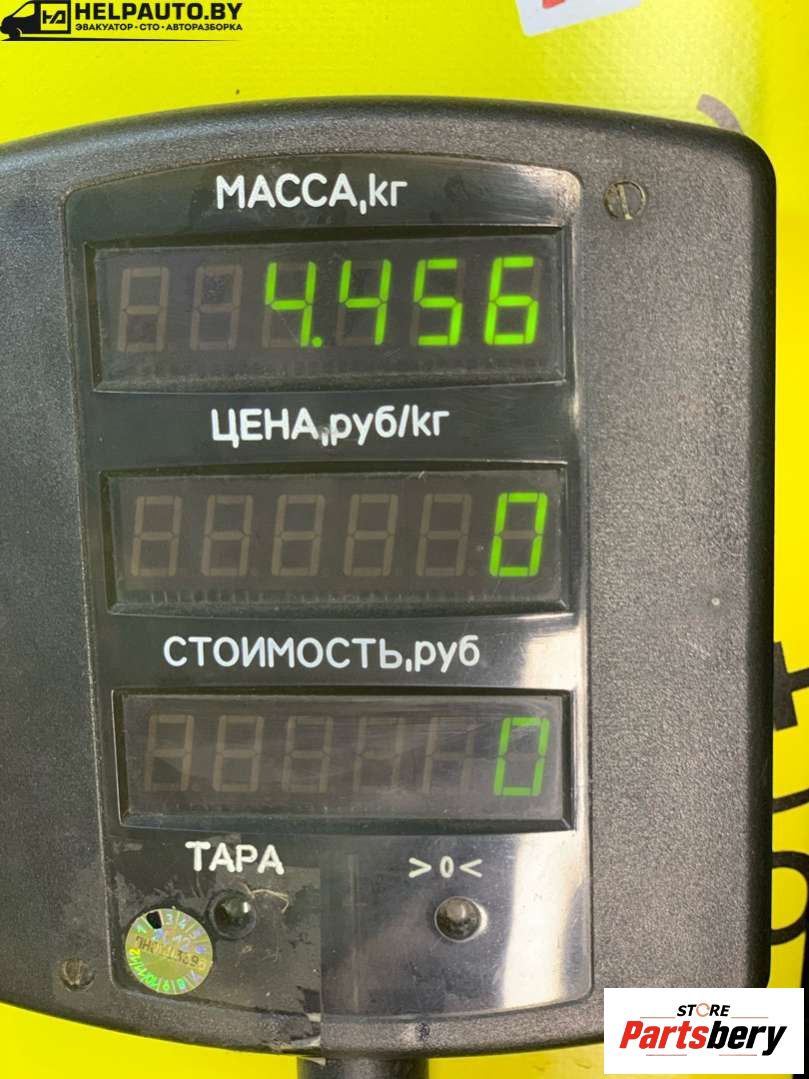 HELPAUTO.BY
ЭВАКУАТОР • СТО • АВТОРАЗБОРКА
МАССА,кг
4.456
ЦЕНА,руб/кг
0
СТОИМОСТЬ,руб
0
ТАРА >0<
STORE
Partsbery